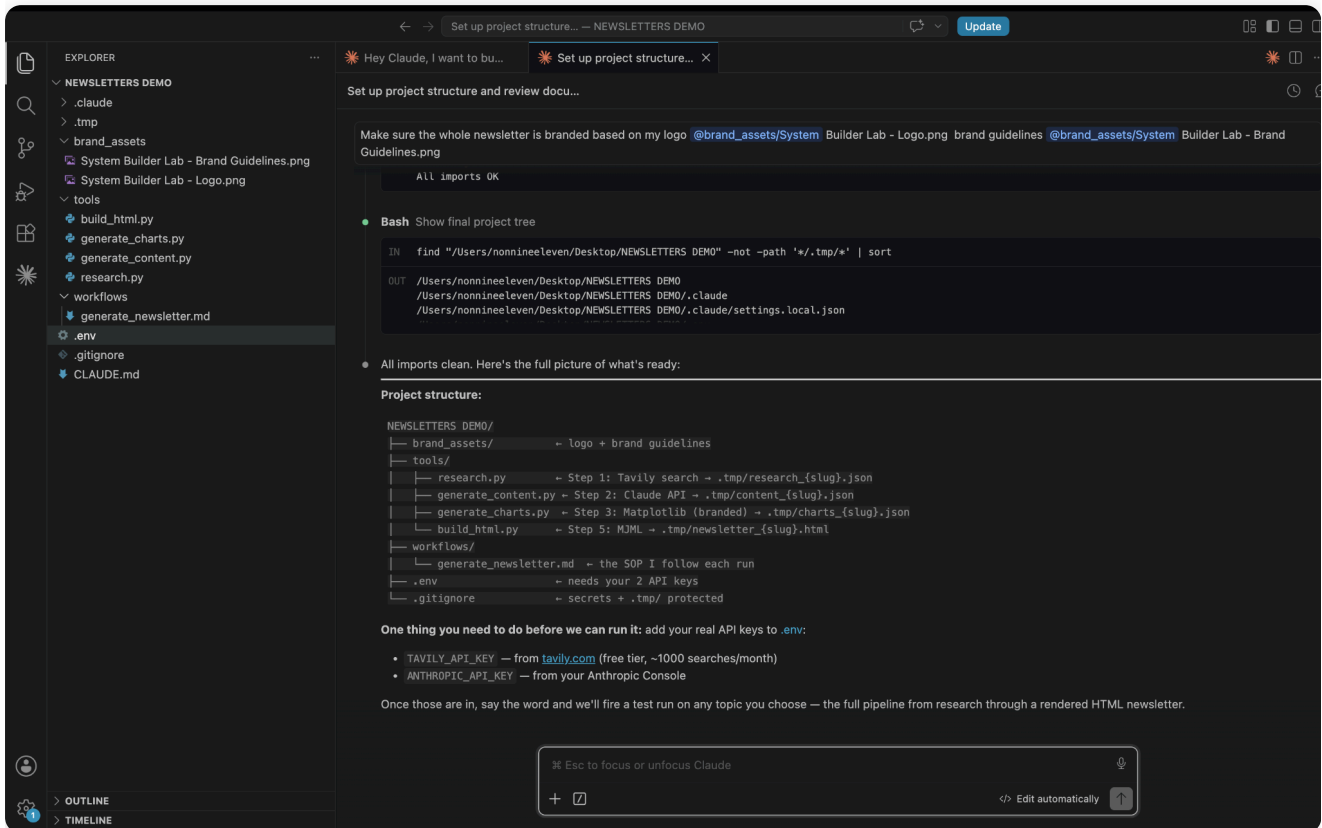 Set up project structure... — NEWSLETTERS DEMO
Update
EXPLORER
NEWSLETTERS DEMO
.claude
.tmp
brand_assets
System Builder Lab - Brand Guidelines.png
System Builder Lab - Logo.png
tools
build_html.py
generate_charts.py
generate_content.py
research.py
workflows
generate_newsletter.md
.env
.gitignore
CLAUDE.md
OUTLINE
TIMELINE
1
Hey Claude, I want to bu...
Set up project structure...
Set up project structure and review docu...
Make sure the whole newsletter is branded based on my logo @brand_assets/System Builder Lab - Logo.png brand guidelines @brand_assets/System Builder Lab - Brand
Guidelines.png
All imports OK
Bash Show final project tree
IN find "/Users/nonnineeleven/Desktop/NEWSLETTERS DEMO" -not -path '*/.tmp/*' | sort
OUT /Users/nonnineeleven/Desktop/NEWSLETTERS DEMO
/Users/nonnineeleven/Desktop/NEWSLETTERS DEMO/.claude
/Users/nonnineeleven/Desktop/NEWSLETTERS DEMO/.claude/settings.local.json
All imports clean. Here's the full picture of what's ready:
Project structure:
NEWSLETTERS DEMO/
├── brand_assets/ ← logo + brand guidelines
├── tools/
│ ├── research.py ← Step 1: Tavily search → .tmp/research_{slug}.json
│ ├── generate_content.py ← Step 2: Claude API → .tmp/content_{slug}.json
│ ├── generate_charts.py ← Step 3: Matplotlib (branded) → .tmp/charts_{slug}.json
│ └── build_html.py ← Step 5: MJML → .tmp/newsletter_{slug}.html
├── workflows/
│ └── generate_newsletter.md ← the SOP I follow each run
├── .env ← needs your 2 API keys
└── .gitignore ← secrets + .tmp/ protected
One thing you need to do before we can run it: add your real API keys to .env:
• TAVILY_API_KEY — from tavily.com (free tier, ~1000 searches/month)
• ANTHROPIC_API_KEY — from your Anthropic Console
Once those are in, say the word and we'll fire a test run on any topic you choose — the full pipeline from research through a rendered HTML newsletter.
⌘ Esc to focus or unfocus Claude
</> Edit automatically